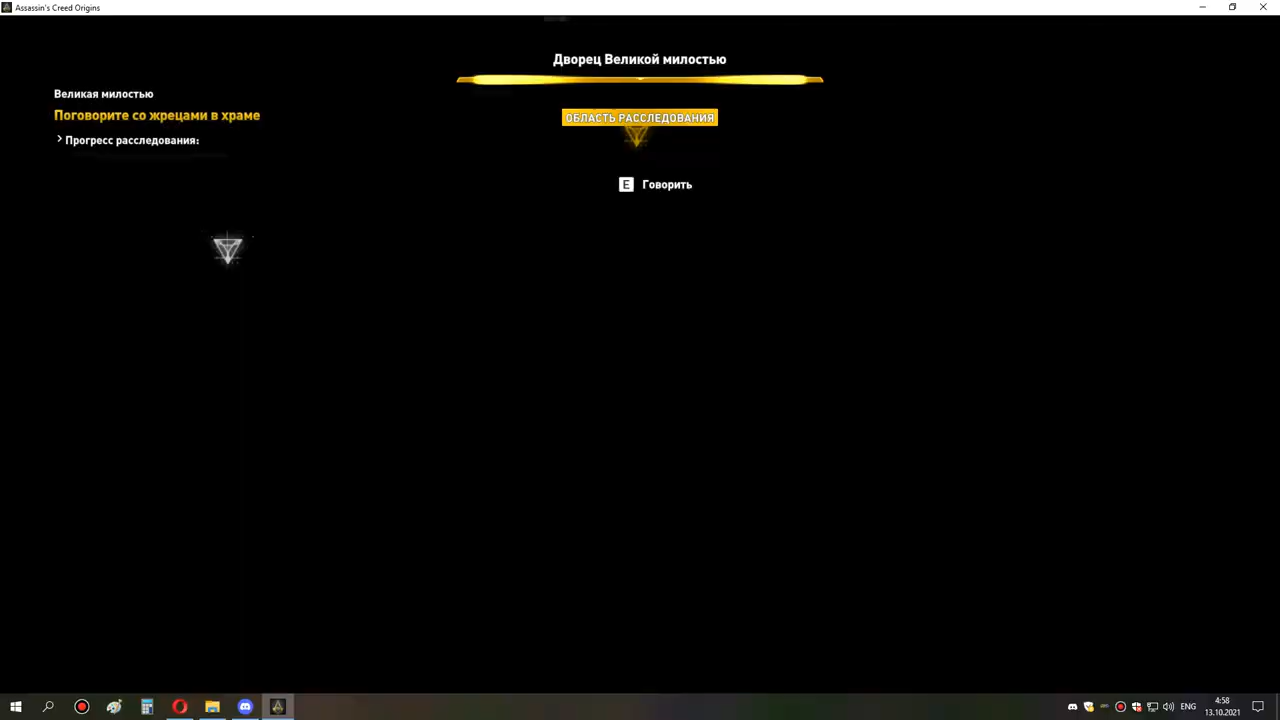 Assassin's Creed Origins
Дворец Великой милостью
Великая милостью
Поговорите со жрецами в храме
Прогресс расследования:
ОБЛАСТЬ РАССЛЕДОВАНИЯ
E Говорить
ENG
4:58
13.10.2021